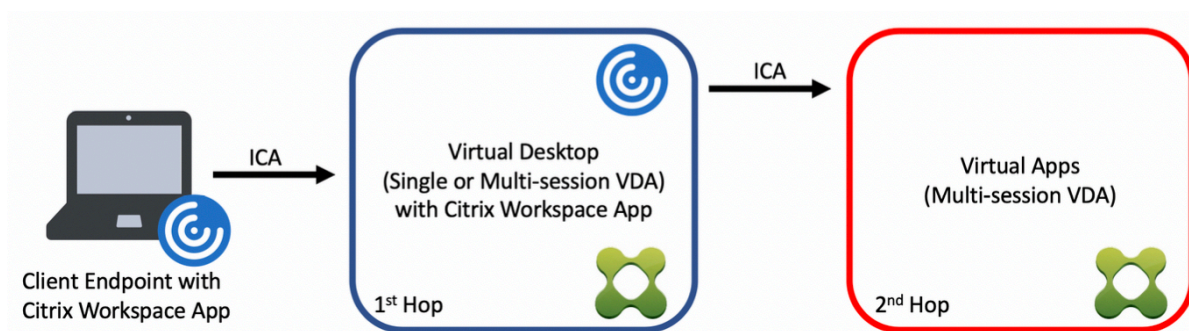 ICA
ICA
Virtual Desktop
(Single or Multi-session VDA)
with Citrix Workspace App
Virtual Apps
(Multi-session VDA)
Client Endpoint with
Citrix Workspace App
1st Hop
2nd Hop